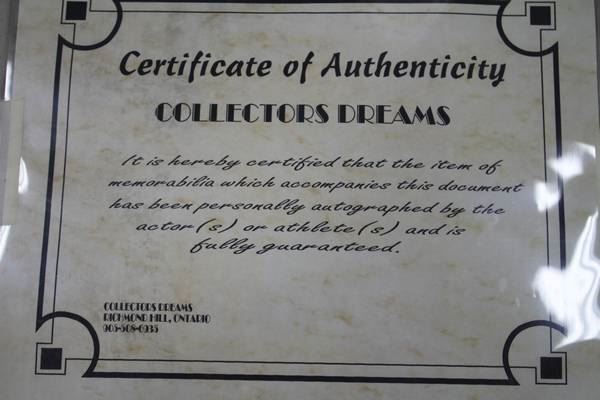 Certificate of Authenticity
COLLECTORS DREAMS
It is hereby certified that the item of
memorabilia which accompanies this document
has been personally autographed by the
actor(s) or athlete(s) and is
fully guaranteed.
COLLECTORS DREAMS
RICHMOND HILL, ONTARIO
905-508-6935